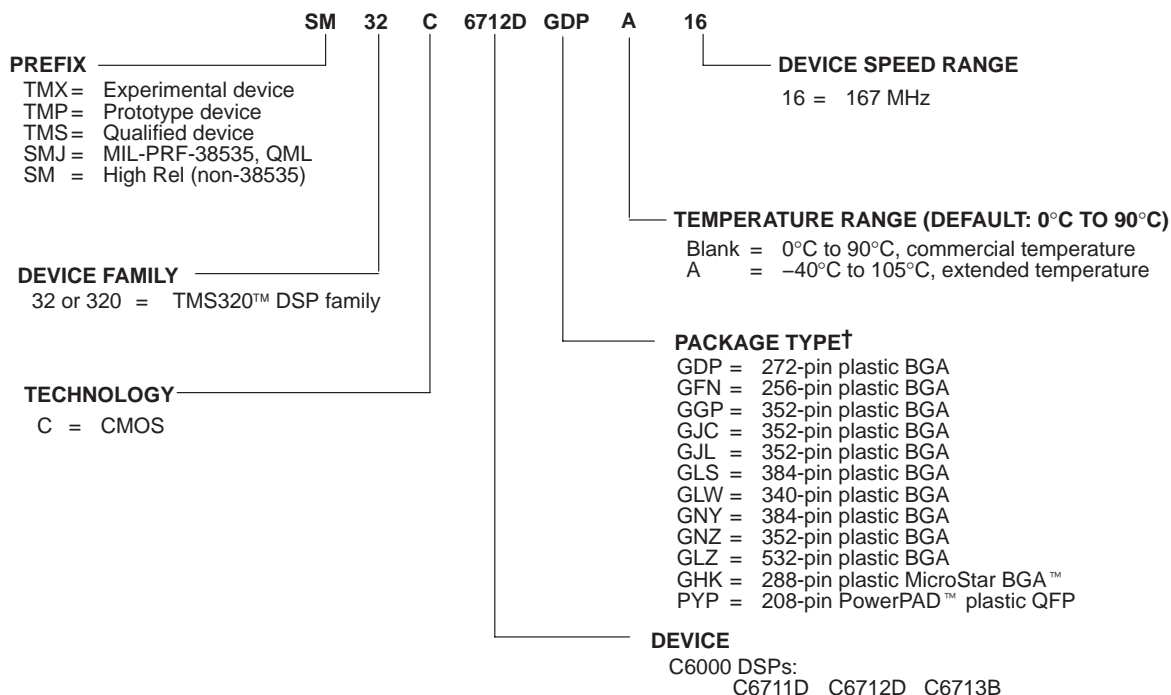 SM 32 C 6712D GDP A 16
PREFIX
TMX = Experimental device
TMP = Prototype device
TMS = Qualified device
SMJ = MIL-PRF-38535, QML
SM = High Rel (non-38535)
DEVICE SPEED RANGE
16 = 167 MHz
TEMPERATURE RANGE (DEFAULT: 0°C TO 90°C)
Blank = 0°C to 90°C, commercial temperature
A = −40°C to 105°C, extended temperature
DEVICE FAMILY
32 or 320 = TMS320™ DSP family
PACKAGE TYPE†
GDP = 272-pin plastic BGA
GFN = 256-pin plastic BGA
GGP = 352-pin plastic BGA
GJC = 352-pin plastic BGA
GJL = 352-pin plastic BGA
GLS = 384-pin plastic BGA
GLW = 340-pin plastic BGA
GNY = 384-pin plastic BGA
GNZ = 352-pin plastic BGA
GLZ = 532-pin plastic BGA
GHK = 288-pin plastic MicroStar BGA™
PYP = 208-pin PowerPAD™ plastic QFP
TECHNOLOGY
C = CMOS
DEVICE
C6000 DSPs:
C6711D C6712D C6713B